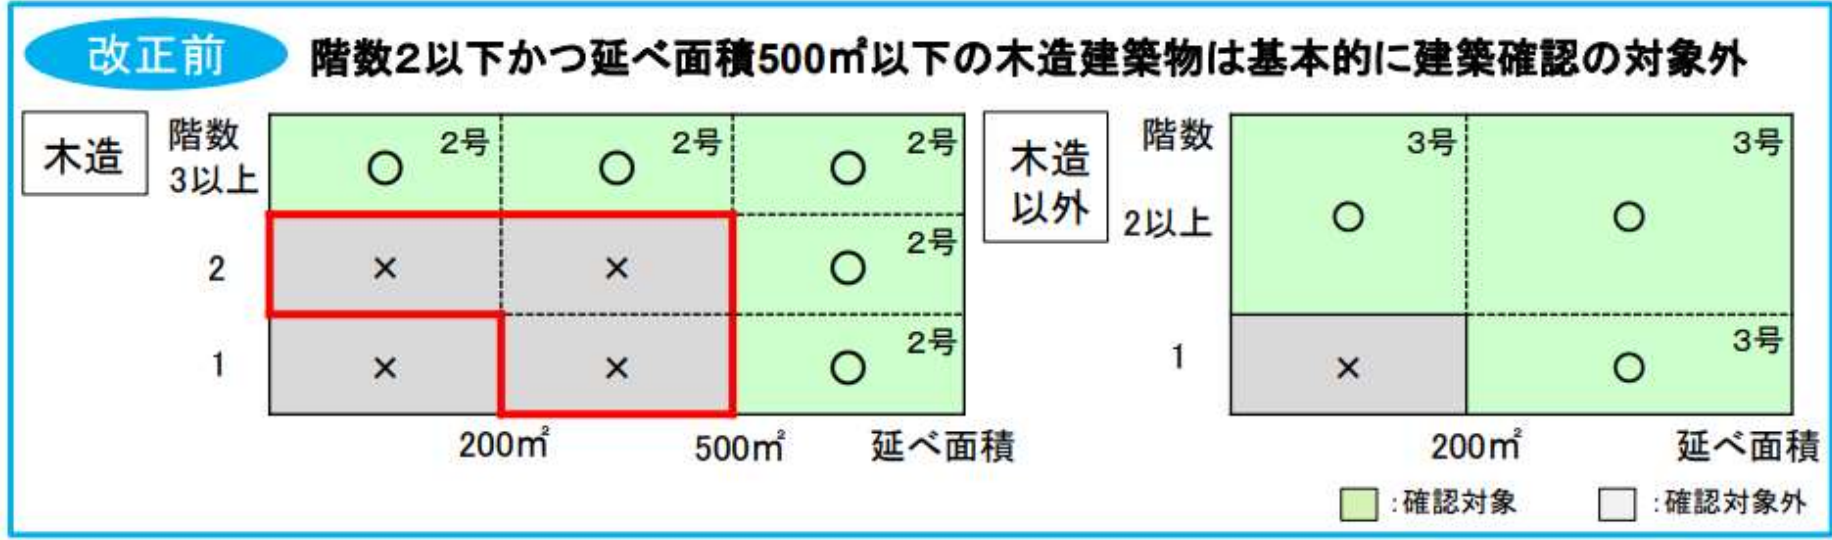 改正前
階数２以下かつ延べ面積500㎡以下の木造建築物は基本的に建築確認の対象外
木造
階数
3以上
○ 2号
○ 2号
○ 2号
2
×
×
○ 2号
1
×
×
○ 2号
200㎡
500㎡
延べ面積
木造
以外
階数
2以上
○ 3号
○ 3号
1
×
○ 3号
200㎡
延べ面積
:確認対象
:確認対象外